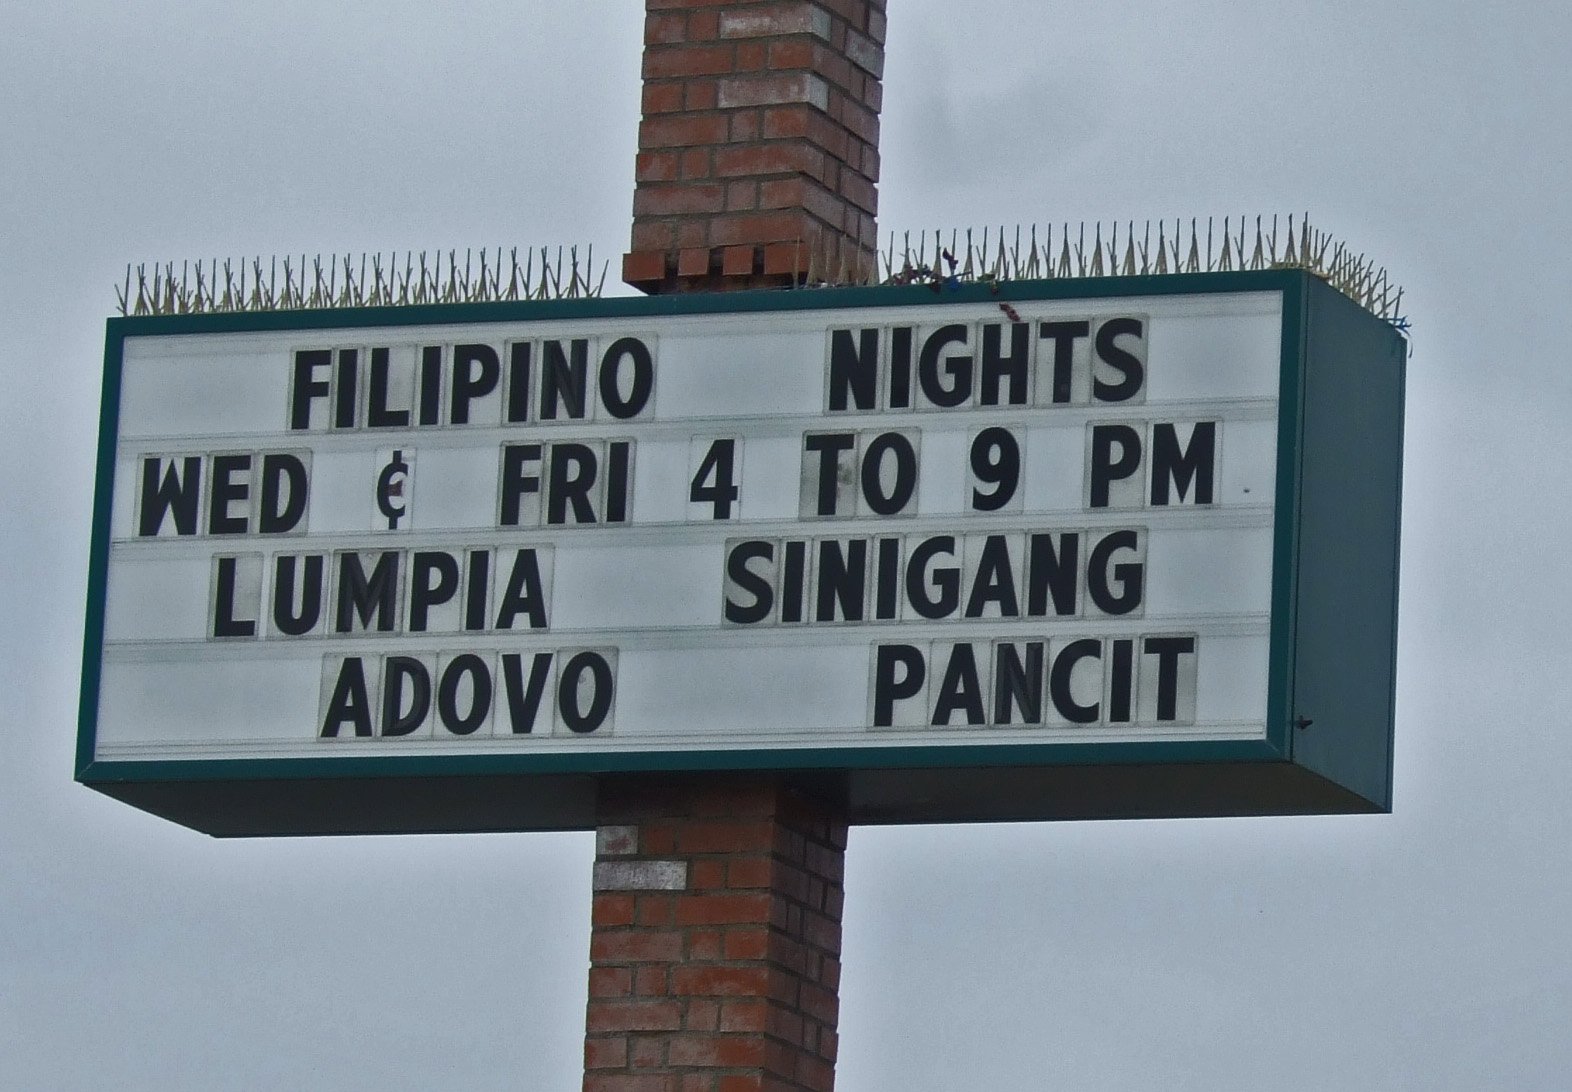 FILIPINO NIGHTS
WED ¢ FRI 4 TO 9 PM
LUMPIA SINIGANG
ADOVO PANCIT